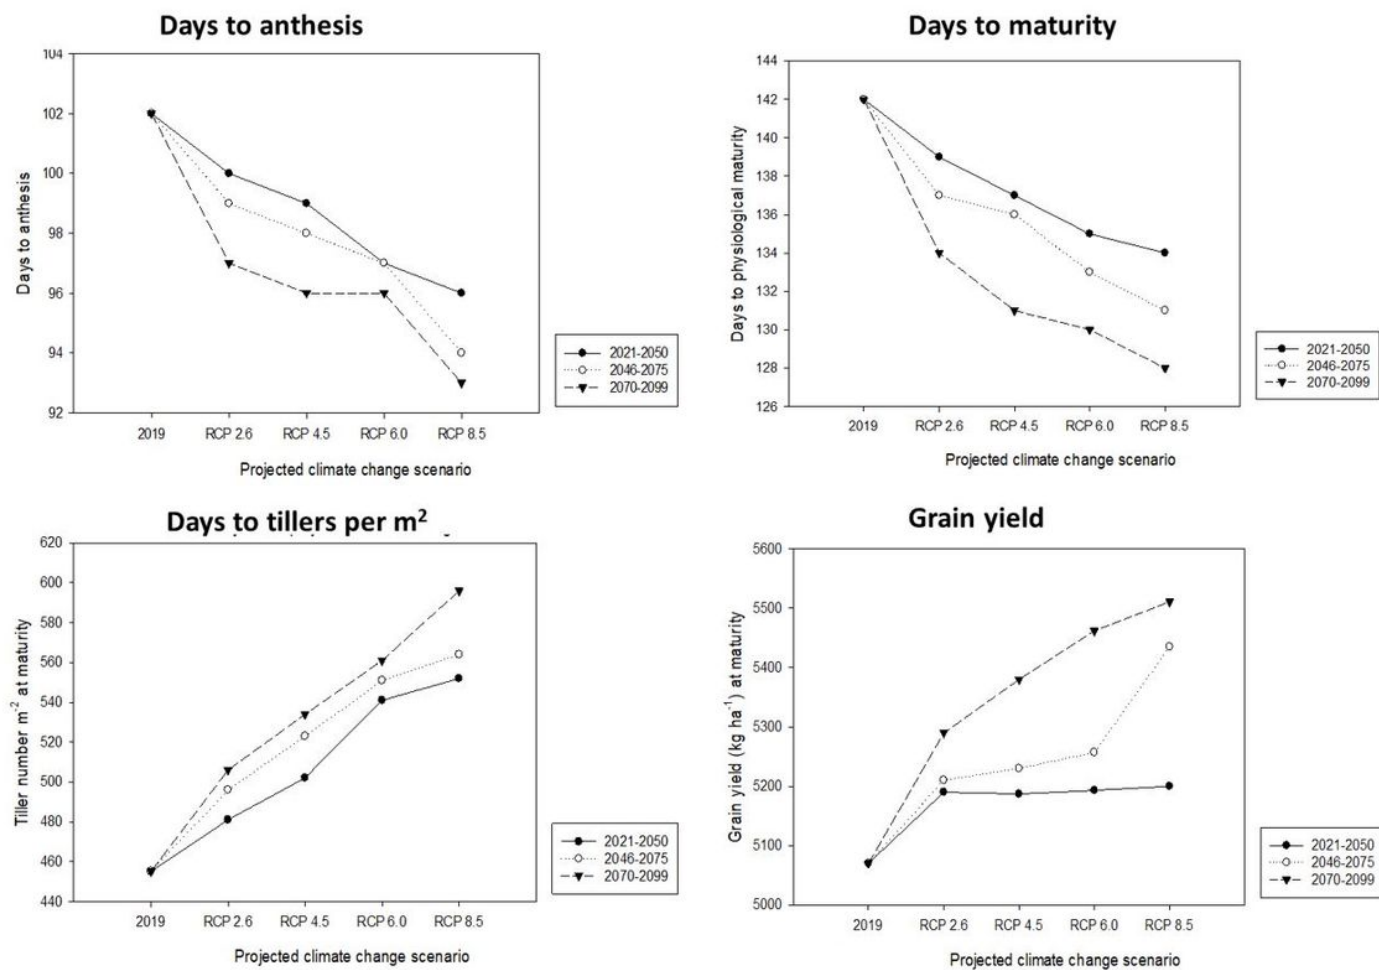 Days to anthesis
104
102
100
98
96
94
92
Days to anthesis
2019
RCP 2.6
RCP 4.5
RCP 6.0
RCP 8.5
Projected climate change scenario
2021-2050
2046-2075
2070-2099
Days to maturity
144
142
140
138
136
134
132
130
128
126
Days to physiological maturity
2019
RCP 2.6
RCP 4.5
RCP 6.0
RCP 8.5
Projected climate change scenario
2021-2050
2046-2075
2070-2099
Days to tillers per m²
620
600
580
560
540
520
500
480
460
440
Tiller number m⁻² at maturity
2019
RCP 2.6
RCP 4.5
RCP 6.0
RCP 8.5
Projected climate change scenario
2021-2050
2046-2075
2070-2099
Grain yield
5600
5500
5400
5300
5200
5100
5000
Grain yield (kg ha⁻¹) at maturity
2019
RCP 2.6
RCP 4.5
RCP 6.0
RCP 8.5
Projected climate change scenario
2021-2050
2046-2075
2070-2099